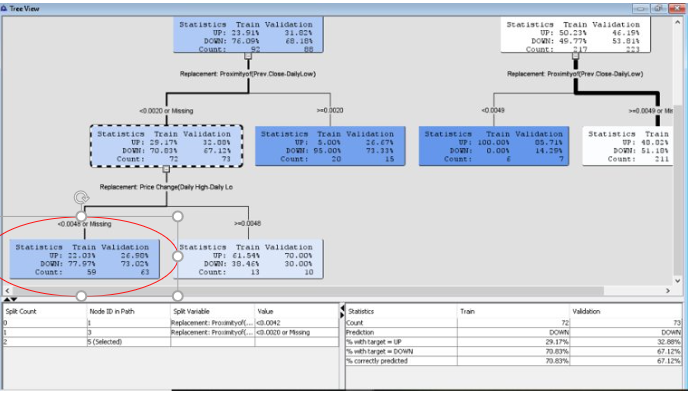 Tree View
Statistics Train Validation
UP: 23.91% 31.82%
DOWN: 76.09% 68.18%
Count: 92 88
Statistics Train Validation
UP: 50.23% 46.19%
DOWN: 49.77% 53.81%
Count: 217 223
Replacement: Proximityof(Prev.Close-DailyLow)
Replacement: Proximityof(Prev.Close-DailyLow)
<0.0020 or Missing
>=0.0020
<0.0049
>=0.0049 or Mis
Statistics Train Validation
UP: 29.17% 32.88%
DOWN: 70.83% 67.12%
Count: 72 73
Statistics Train Validation
UP: 5.00% 26.67%
DOWN: 95.00% 73.33%
Count: 20 15
Statistics Train Validation
UP: 100.00% 85.71%
DOWN: 0.00% 14.29%
Count: 6 7
Statistics Train
UP: 48.82%
DOWN: 51.18%
Count: 211
Replacement: Price Change(Daily High-Daily Lo
<0.0048 or Missing
>=0.0048
Statistics Train Validation
UP: 22.03% 26.98%
DOWN: 77.97% 73.02%
Count: 59 63
Statistics Train Validation
UP: 61.54% 70.00%
DOWN: 38.46% 30.00%
Count: 13 10
Split Count Node ID in Path Split Variable Value
0 1 Replacement: Proximityof(... <0.0042
1 3 Replacement: Proximityof(... <0.0020 or Missing
2 5 (Selected)
Statistics Train Validation
Count 72 73
Prediction DOWN DOWN
% with target = UP 29.17% 32.88%
% with target = DOWN 70.83% 67.12%
% correctly predicted 70.83% 67.12%